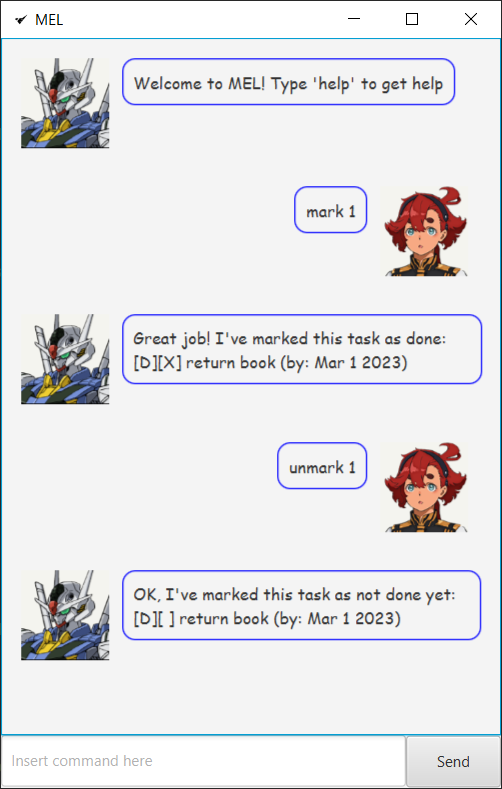 MEL
Welcome to MEL! Type 'help' to get help
mark 1
Great job! I've marked this task as done:
[D][X] return book (by: Mar 1 2023)
unmark 1
OK, I've marked this task as not done yet:
[D][ ] return book (by: Mar 1 2023)
Insert command here
Send